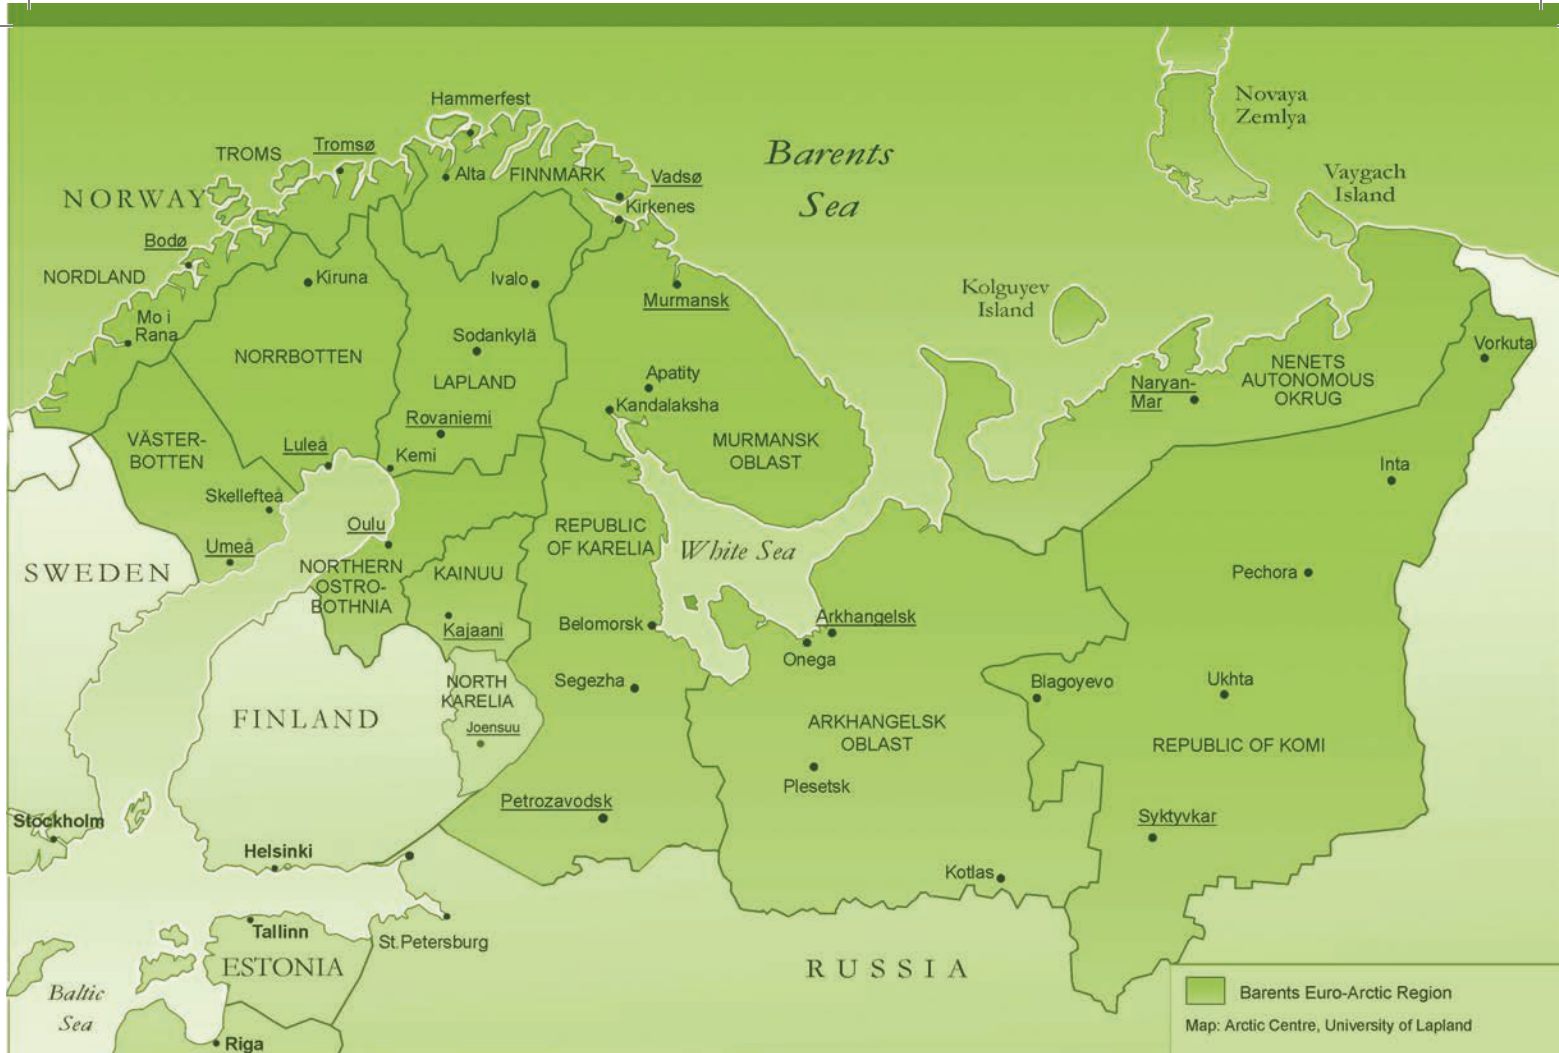 Hammerfest
Novaya
Zemlya
Barents
Sea
TROMS
Tromsø
Alta
FINNMARK
Vadsø
Kirkenes
NORWAY
Vaygach
Island
Bodø
NORDLAND
Kiruna
Ivalo
Murmansk
Kolguyev
Island
Mo i
Rana
NORRBOTTEN
Sodankylä
LAPLAND
Apatity
Kandalaksha
Rovaniemi
Naryan-
Mar
NENETS
AUTONOMOUS
OKRUG
Vorkuta
VÄSTER-
BOTTEN
Luleå
Kemi
MURMANSK
OBLAST
Inta
Skellefteå
Oulu
Umeå
REPUBLIC
OF KARELIA
White Sea
SWEDEN
NORTHERN
OSTRO-
BOTHNIA
KAINUU
Kajaani
Pechora
Belomorsk
Arkhangelsk
Onega
NORTH
KARELIA
Joensuu
Segezha
Blagoyevo
Ukhta
FINLAND
ARKHANGELSK
OBLAST
REPUBLIC OF KOMI
Plesetsk
Petrozavodsk
Syktyvkar
Stockholm
Helsinki
Kotlas
Tallinn
St.Petersburg
ESTONIA
RUSSIA
Baltic
Sea
Riga
Barents Euro-Arctic Region
Map: Arctic Centre, University of Lapland